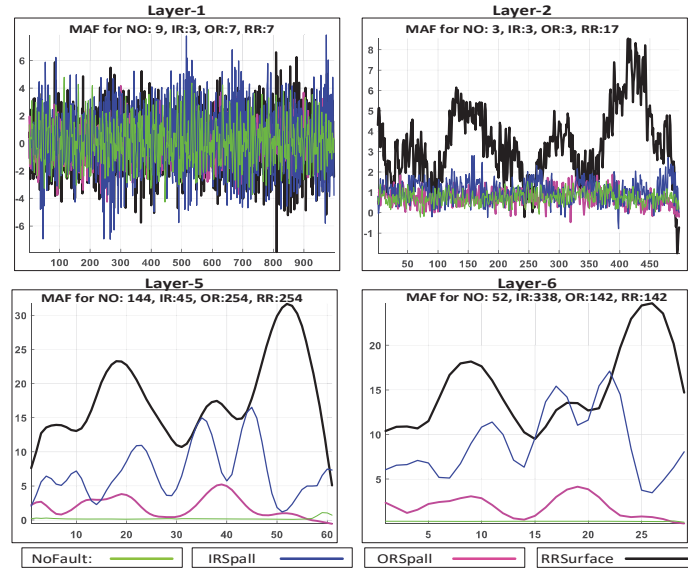 Layer-1
MAF for NO: 9, IR:3, OR:7, RR:7
6
4
2
0
-2
-4
-6
100 200 300 400 500 600 700 800 900
Layer-2
MAF for NO: 3, IR:3, OR:3, RR:17
8
7
6
5
4
3
2
1
0
-1
50 100 150 200 250 300 350 400 450
Layer-5
MAF for NO: 144, IR:45, OR:254, RR:254
30
25
20
15
10
5
0
10 20 30 40 50 60
Layer-6
MAF for NO: 52, IR:338, OR:142, RR:142
20
15
10
5
5 10 15 20 25
NoFault: IRSpall ORSpall RRSurface